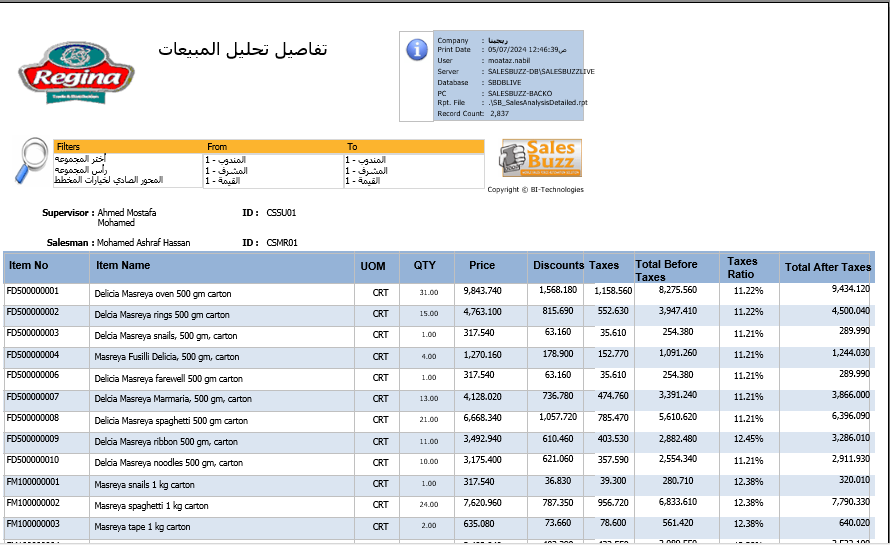 تفاصيل تحليل المبيعات
Regina
Company : ريجينا
Print Date : 05/07/2024 12:46:39ص
User : moataz.nabil
Server : SALESBUZZ-DB\SALESBUZZLIVE
Database : SBDBLIVE
PC : SALESBUZZ-BACKO
Rpt. File : .\SB_SalesAnalysisDetailed.rpt
Record Count: 2,837
Filters From To
أختر المجموعه المندوب - 1 المندوب - 1
رأس المجموعه المشرف - 1 المشرف - 1
المحور الصادي لخيارات المخطط القيمة - 1 القيمة - 1
Sales Buzz
Copyright © BI-Technologies
Supervisor : Ahmed Mostafa Mohamed ID : CSSU01
Salesman : Mohamed Ashraf Hassan ID : CSMR01
Item No Item Name UOM QTY Price Discounts Taxes Total Before Taxes Taxes Ratio Total After Taxes
FD500000001 Delicia Masreya oven 500 gm carton CRT 31.00 9,843.740 1,568.180 1,158.560 8,275.560 11.22% 9,434.120
FD500000002 Delcia Masreya rings 500 gm carton CRT 15.00 4,763.100 815.690 552.630 3,947.410 11.22% 4,500.040
FD500000003 Delcia Masreya snails, 500 gm, carton CRT 1.00 317.540 63.160 35.610 254.380 11.21% 289.990
FD500000004 Masreya Fusilli Delicia, 500 gm, carton CRT 4.00 1,270.160 178.900 152.770 1,091.260 11.21% 1,244.030
FD500000006 Delcia Masreya farewell 500 gm carton CRT 1.00 317.540 63.160 35.610 254.380 11.21% 289.990
FD500000007 Delcia Masreya Marmaria, 500 gm, carton CRT 13.00 4,128.020 736.780 474.760 3,391.240 11.21% 3,866.000
FD500000008 Delcia Masreya spaghetti 500 gm carton CRT 21.00 6,668.340 1,057.720 785.470 5,610.620 11.21% 6,396.090
FD500000009 Delcia Masreya ribbon 500 gm, carton CRT 11.00 3,492.940 610.460 403.530 2,882.480 12.45% 3,286.010
FD500000010 Delcia Masreya noodles 500 gm, carton CRT 10.00 3,175.400 621.060 357.590 2,554.340 11.21% 2,911.930
FM100000001 Masreya snails 1 kg carton CRT 1.00 317.540 36.830 39.300 280.710 12.38% 320.010
FM100000002 Masreya spaghetti 1 kg carton CRT 24.00 7,620.960 787.350 956.720 6,833.610 12.38% 7,790.330
FM100000003 Masreya tape 1 kg carton CRT 2.00 635.080 73.660 78.600 561.420 12.38% 640.020